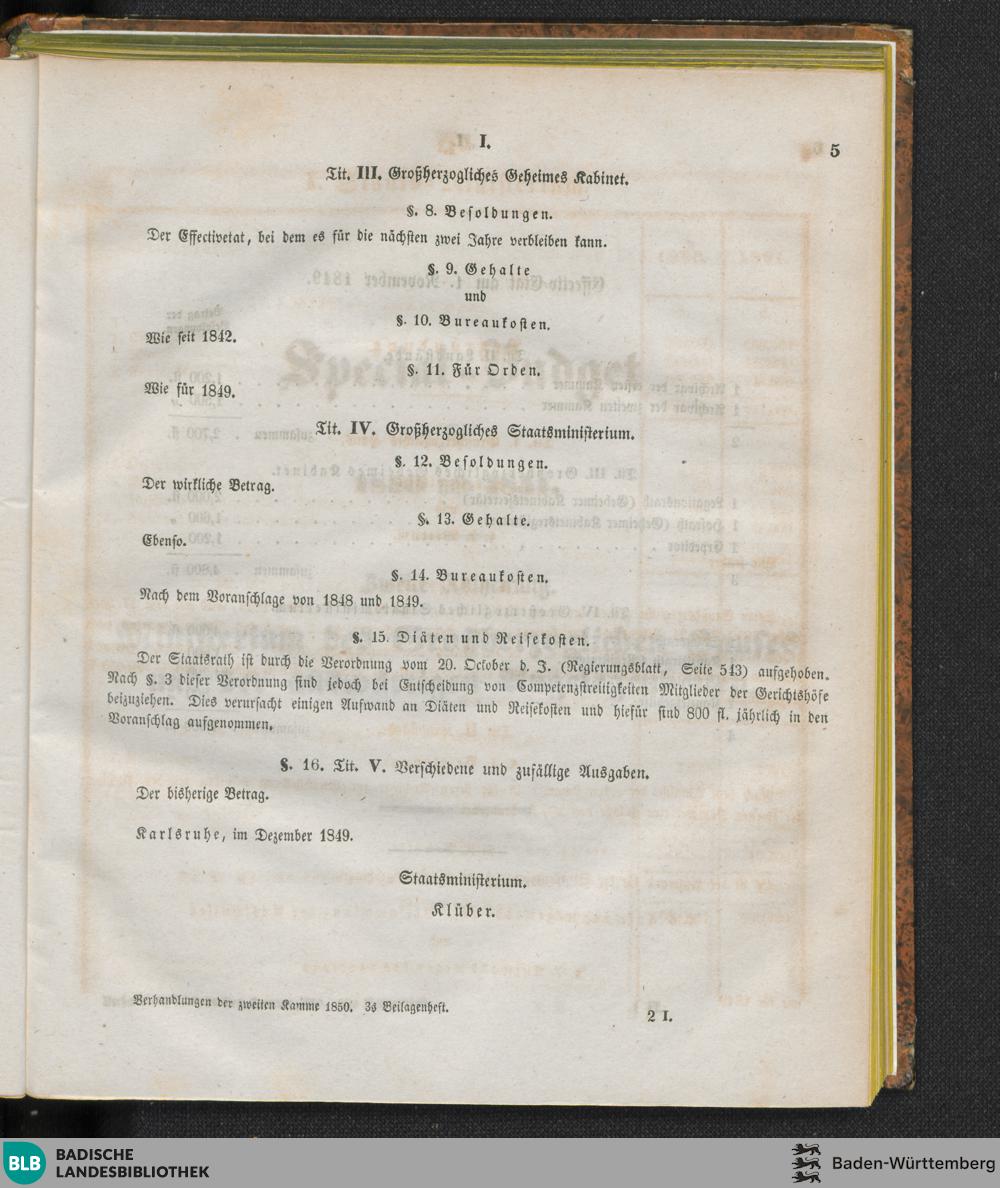 I.
5
Tit. III. Großherzogliches Geheimes Kabinet.
§. 8. Besoldungen.
Der Effectivetat, bei dem es für die nächsten zwei Jahre verbleiben kann.
§. 9. Gehalte
und
§. 10. Bureaukosten.
Wie seit 1842.
§. 11. Für Orden.
Wie für 1849.
Tit. IV. Großherzogliches Staatsministerium.
§. 12. Besoldungen.
Der wirkliche Betrag.
§. 13. Gehalte.
Ebenso.
§. 14. Bureaukosten.
Nach dem Voranschlage von 1848 und 1849.
§. 15. Diäten und Reisekosten.
Der Staatsrath ist durch die Verordnung vom 20. October d. J. (Regierungsblatt, Seite 543) aufgehoben.
Nach §. 3 dieser Verordnung sind jedoch bei Entscheidung von Competenzstreitigkeiten Mitglieder der Gerichtshöfe
beizuziehen. Dies verursacht einigen Aufwand an Diäten und Reisekosten und hiefür sind 800 fl. jährlich in den
Voranschlag aufgenommen.
§. 16. Tit. V. Verschiedene und zufällige Ausgaben.
Der bisherige Betrag.
Karlsruhe, im Dezember 1849.
Staatsministerium.
Klüber.
Verhandlungen der zweiten Kamme 1850. 3s Beilagenheft.
2 I.
BLB BADISCHE
LANDESBIBLIOTHEK
Baden-Württemberg